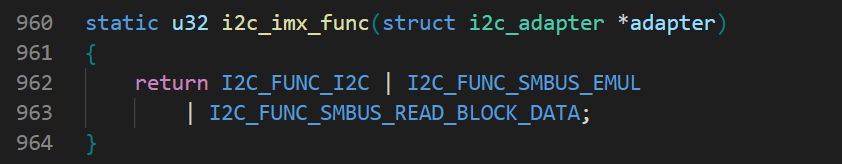 960 static u32 i2c_imx_func(struct i2c_adapter *adapter)
961 {
962     return I2C_FUNC_I2C | I2C_FUNC_SMBUS_EMUL
963         | I2C_FUNC_SMBUS_READ_BLOCK_DATA;
964 }